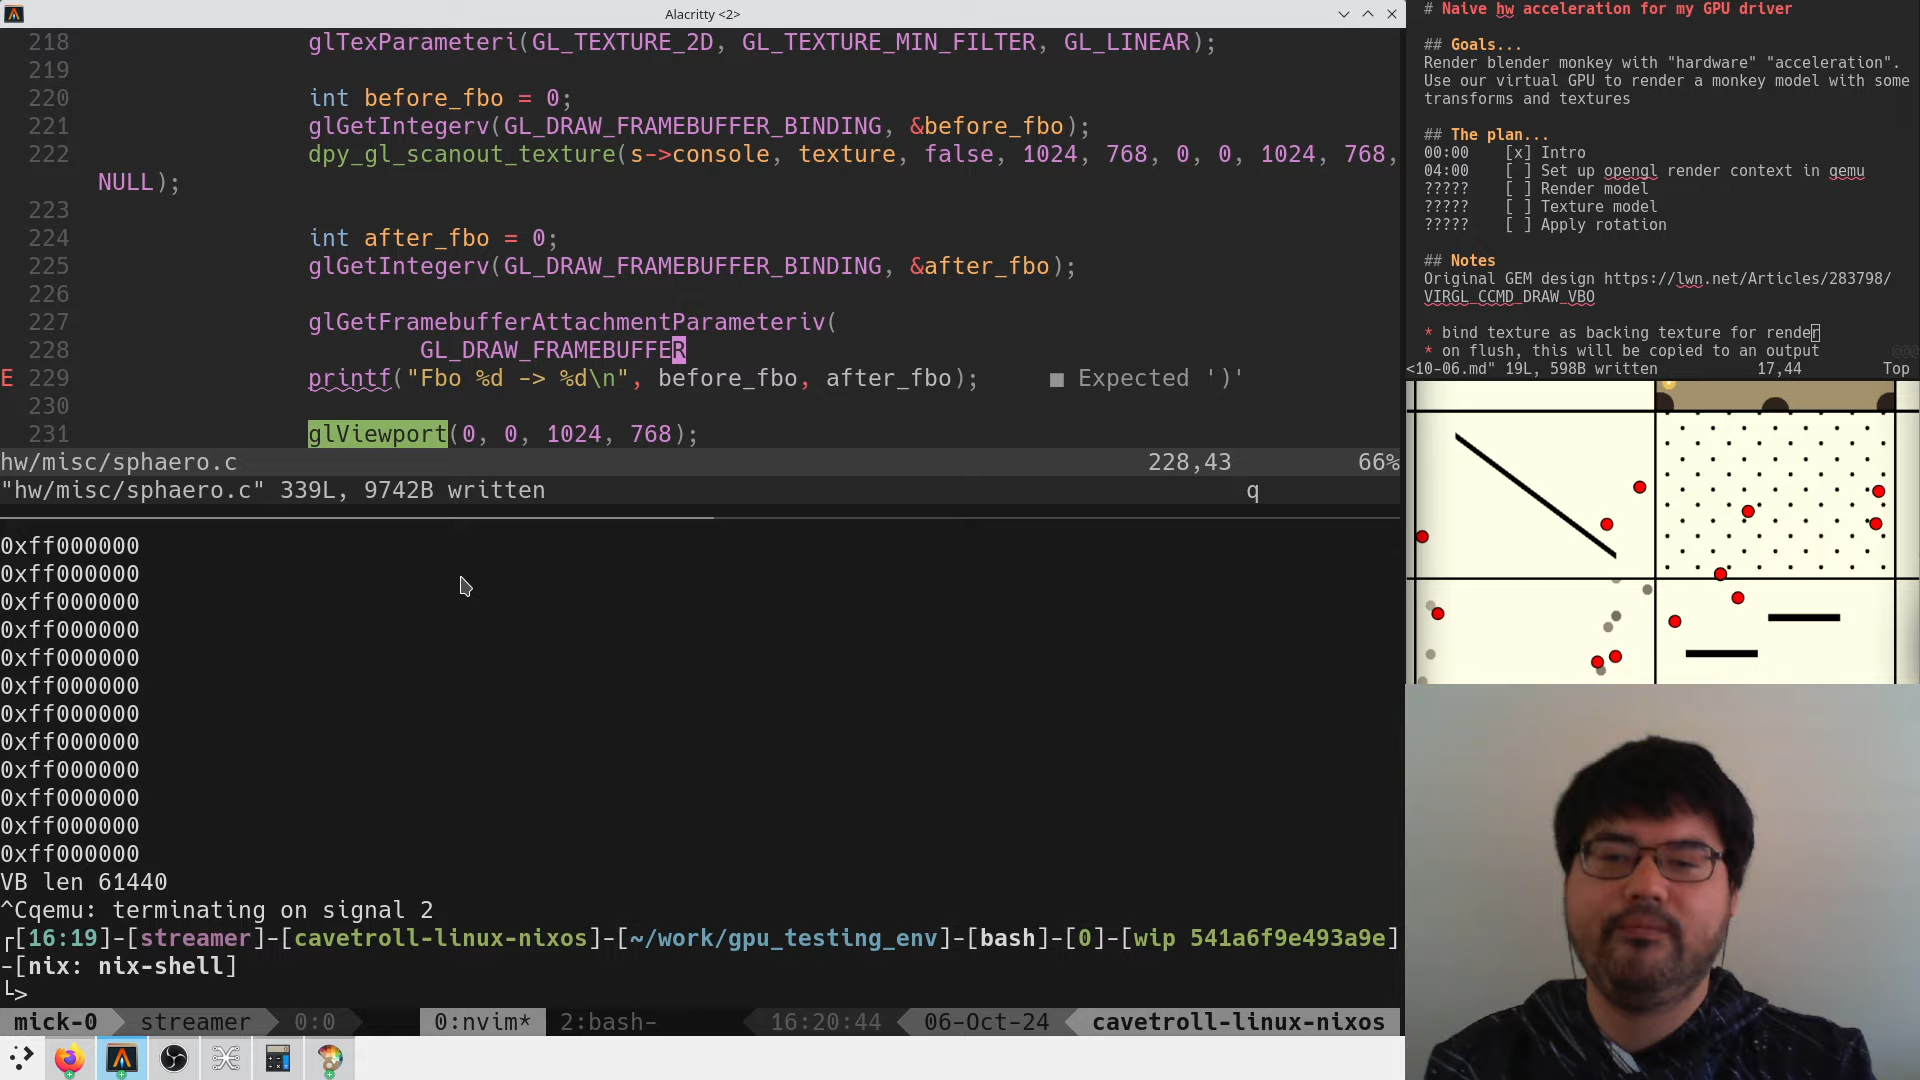 Alacritty <2>
218 glTexParameteri(GL_TEXTURE_2D, GL_TEXTURE_MIN_FILTER, GL_LINEAR);
219
220 int before_fbo = 0;
221 glGetIntegerv(GL_DRAW_FRAMEBUFFER_BINDING, &before_fbo);
222 dpy_gl_scanout_texture(s->console, texture, false, 1024, 768, 0, 0, 1024, 768,
NULL);
223
224 int after_fbo = 0;
225 glGetIntegerv(GL_DRAW_FRAMEBUFFER_BINDING, &after_fbo);
226
227 glGetFramebufferAttachmentParameteriv(
228 GL_DRAW_FRAMEBUFFER
E 229 printf("Fbo %d -> %d\n", before_fbo, after_fbo); ■ Expected ')'
230
231 glViewport(0, 0, 1024, 768);
hw/misc/sphaero.c 228,43 66%
"hw/misc/sphaero.c" 339L, 9742B written q
0xff000000
0xff000000
0xff000000
0xff000000
0xff000000
0xff000000
0xff000000
0xff000000
0xff000000
0xff000000
0xff000000
0xff000000
VB len 61440
^Cqemu: terminating on signal 2
┌[16:19]-[streamer]-[cavetroll-linux-nixos]-[~/work/gpu_testing_env]-[bash]-[0]-[wip 541a6f9e493a9e]
-[nix: nix-shell]
└>
mick-0 streamer 0:0 0:nvim* 2:bash- 16:20:44 06-Oct-24 cavetroll-linux-nixos
# Naive hw acceleration for my GPU driver
## Goals...
Render blender monkey with "hardware" "acceleration".
Use our virtual GPU to render a monkey model with some
transforms and textures
## The plan...
00:00 [x] Intro
04:00 [ ] Set up opengl render context in qemu
????? [ ] Render model
????? [ ] Texture model
????? [ ] Apply rotation
## Notes
Original GEM design https://lwn.net/Articles/283798/
VIRGL_CCMD_DRAW_VBO
* bind texture as backing texture for render
* on flush, this will be copied to an output
<10-06.md" 19L, 598B written 17,44 Top